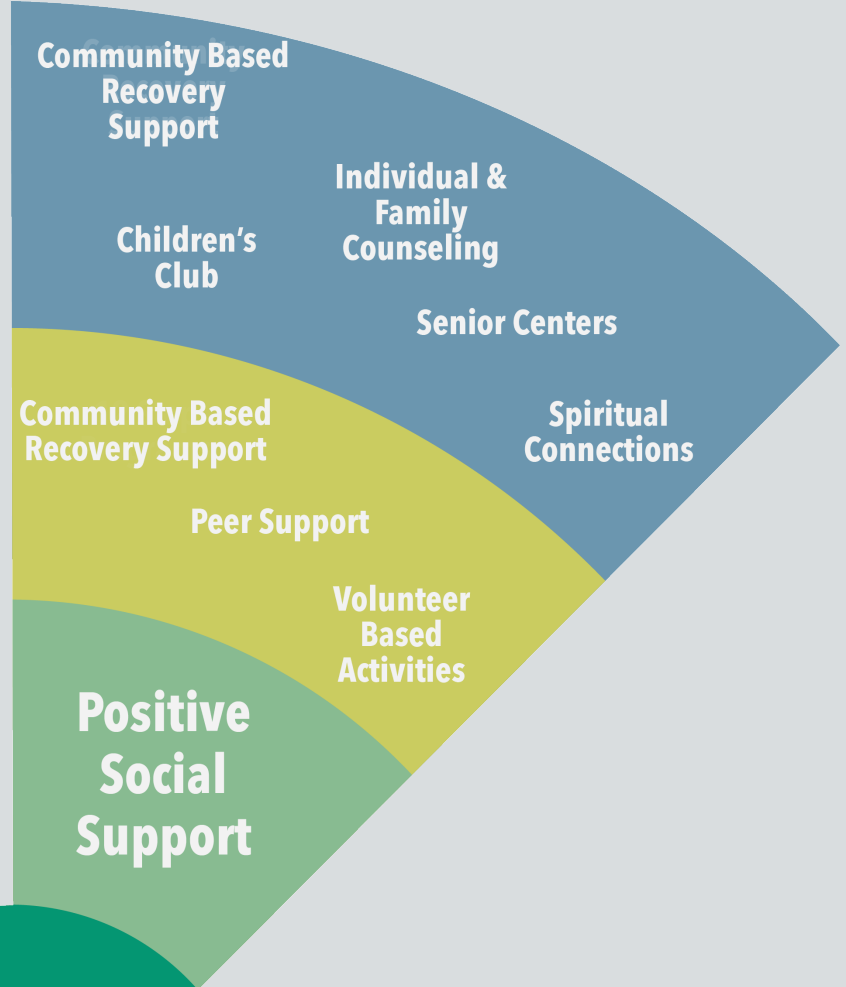 Community Based
Recovery
Support
Individual &
Family
Counseling
Children's
Club
Senior Centers
Spiritual
Connections
Community Based
Recovery Support
Peer Support
Volunteer
Based
Activities
Positive
Social
Support